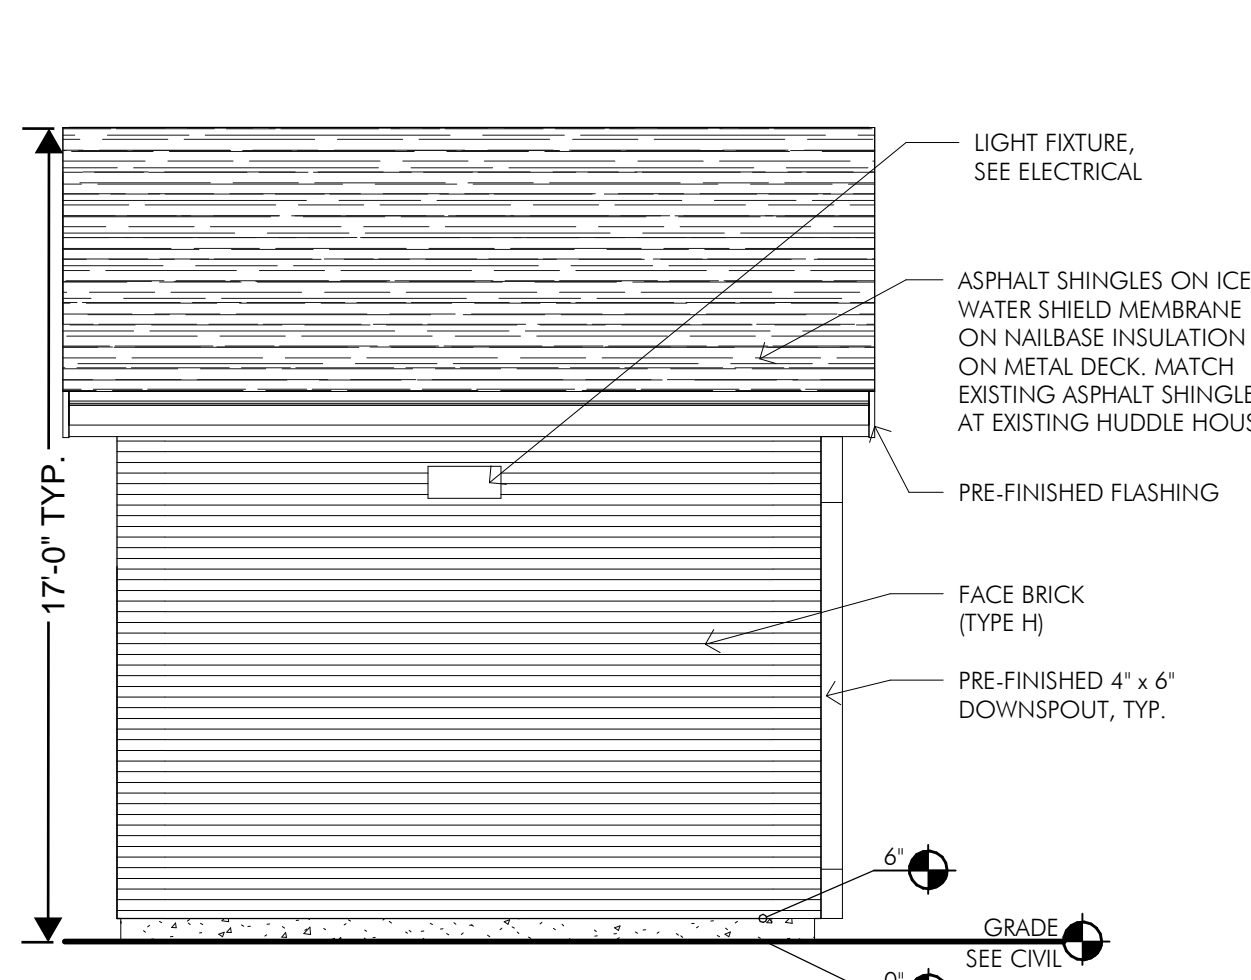 LIGHT FIXTURE,
SEE ELECTRICAL
ASPHALT SHINGLES ON ICE
WATER SHIELD MEMBRANE
ON NAILBASE INSULATION
ON METAL DECK. MATCH
EXISTING ASPHALT SHINGLE
AT EXISTING HUDDLE HOUS
17'-0" TYP.
PRE-FINISHED FLASHING
FACE BRICK
(TYPE H)
PRE-FINISHED 4" x 6"
DOWNSPOUT, TYP.
6"
GRADE
SEE CIVIL
0"